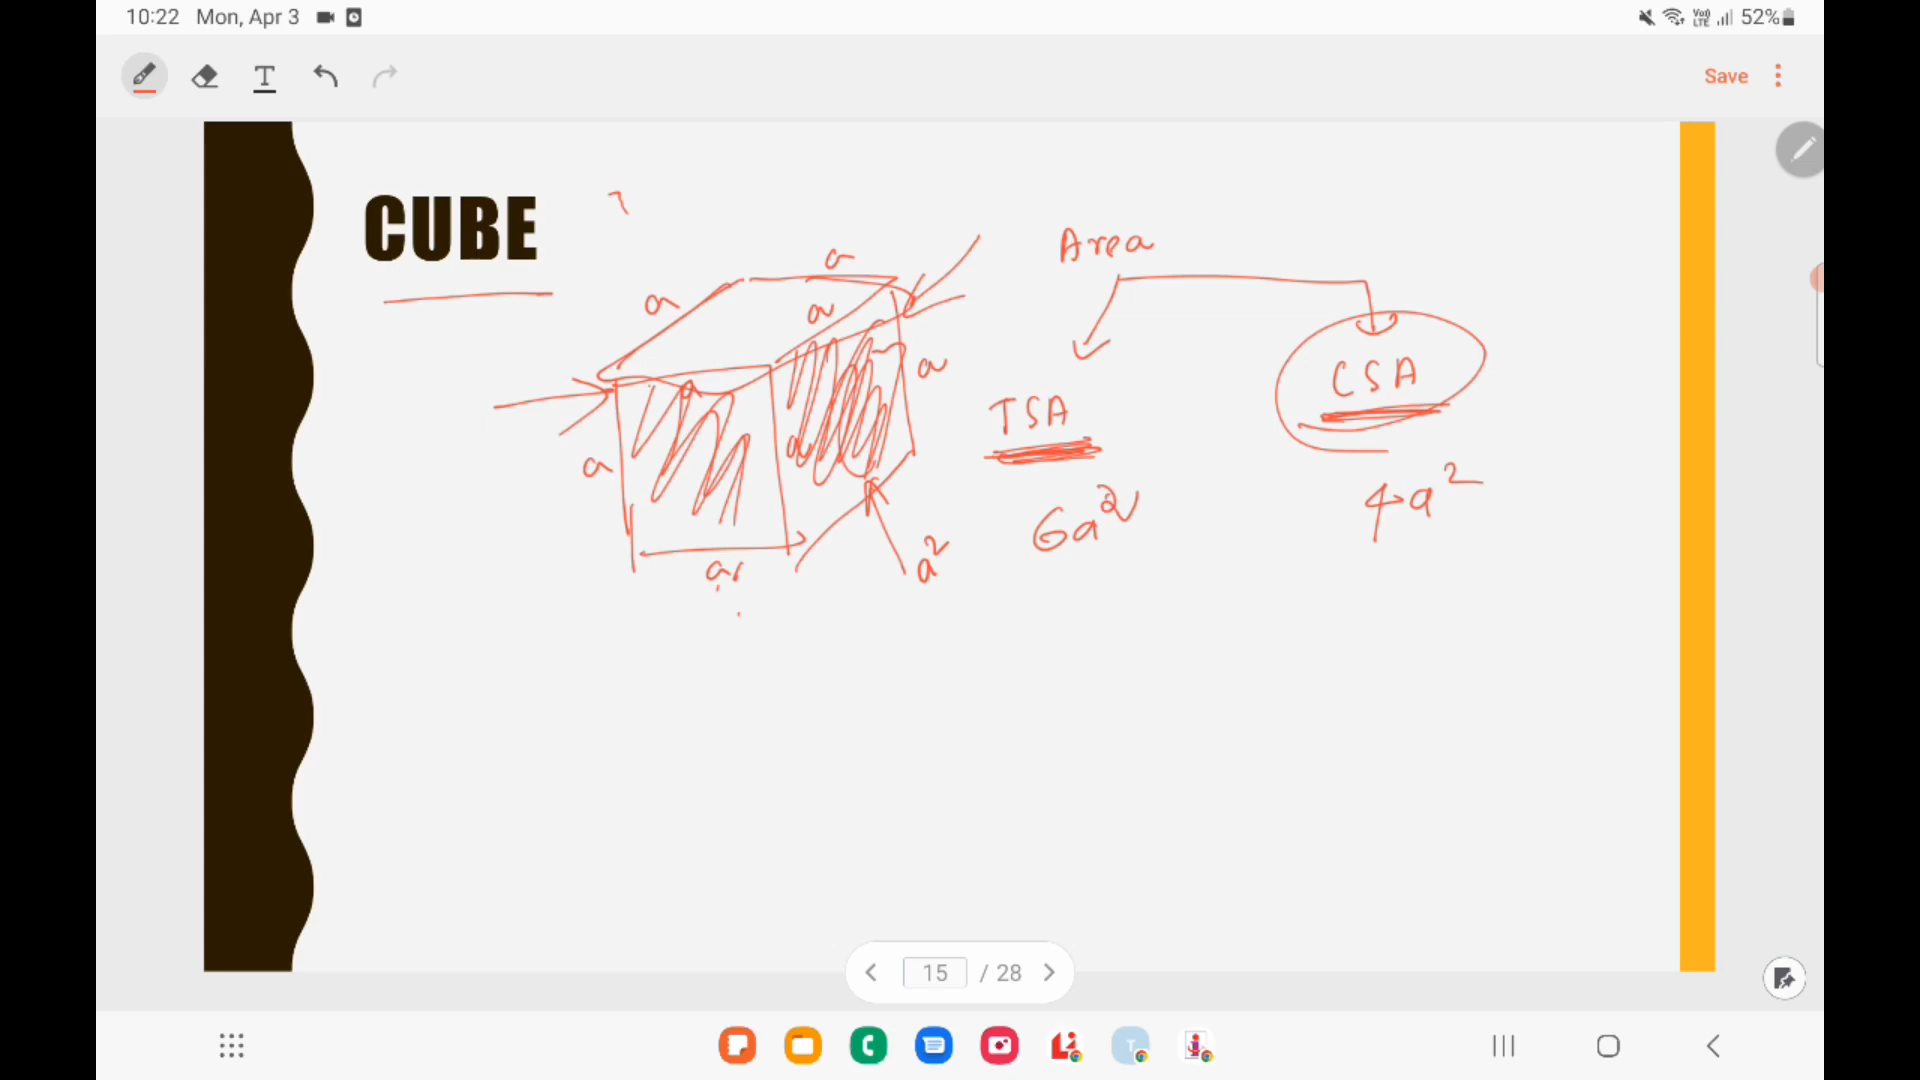 10:22 Mon, Apr 3 52%
Save
CUBE
Area
a
a
a
a
a
CSA
TSA
a
a
4a²
6a²
a²
a
15 / 28